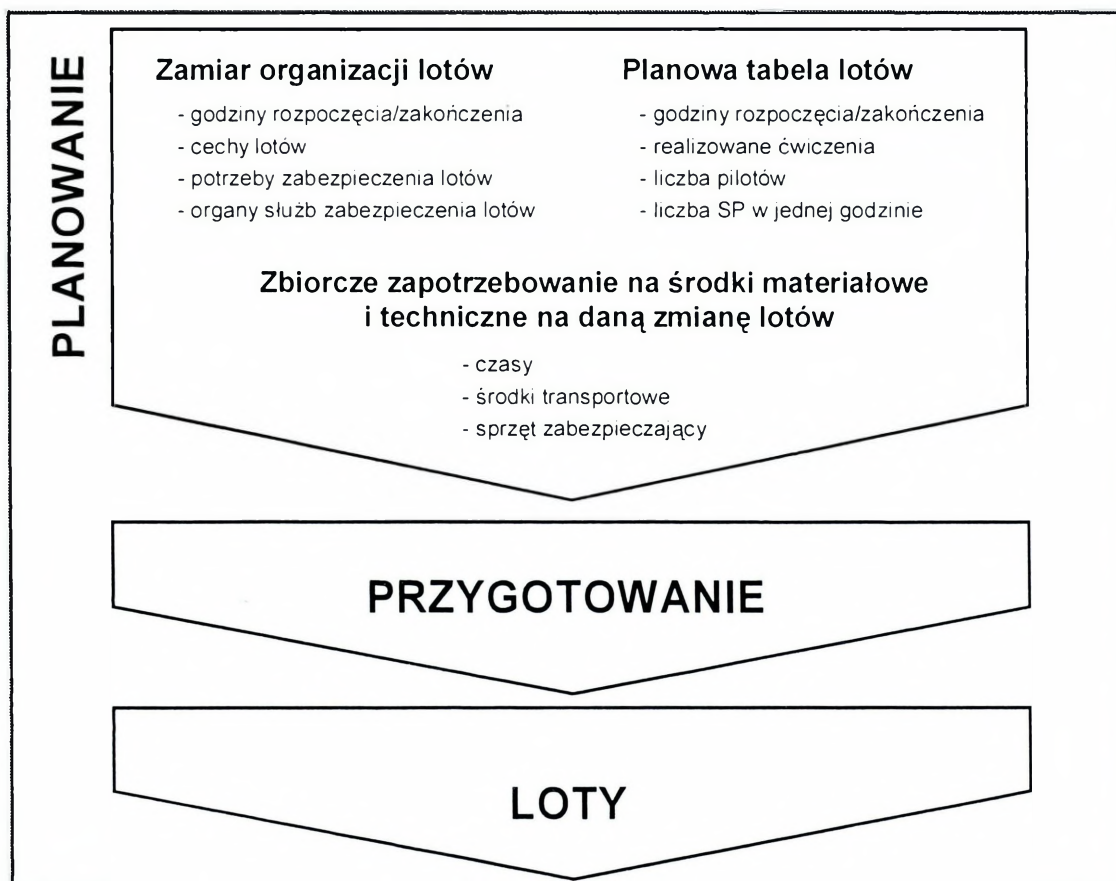 PLANOWANIE
Zamiar organizacji lotów
- godziny rozpoczęcia/zakończenia
- cechy lotów
- potrzeby zabezpieczenia lotów
- organy służb zabezpieczenia lotów
Planowa tabela lotów
- godziny rozpoczęcia/zakończenia
- realizowane ćwiczenia
- liczba pilotów
- liczba SP w jednej godzinie
Zbiorcze zapotrzebowanie na środki materiałowe
i techniczne na daną zmianę lotów
- czasy
- środki transportowe
- sprzęt zabezpieczający
PRZYGOTOWANIE
LOTY